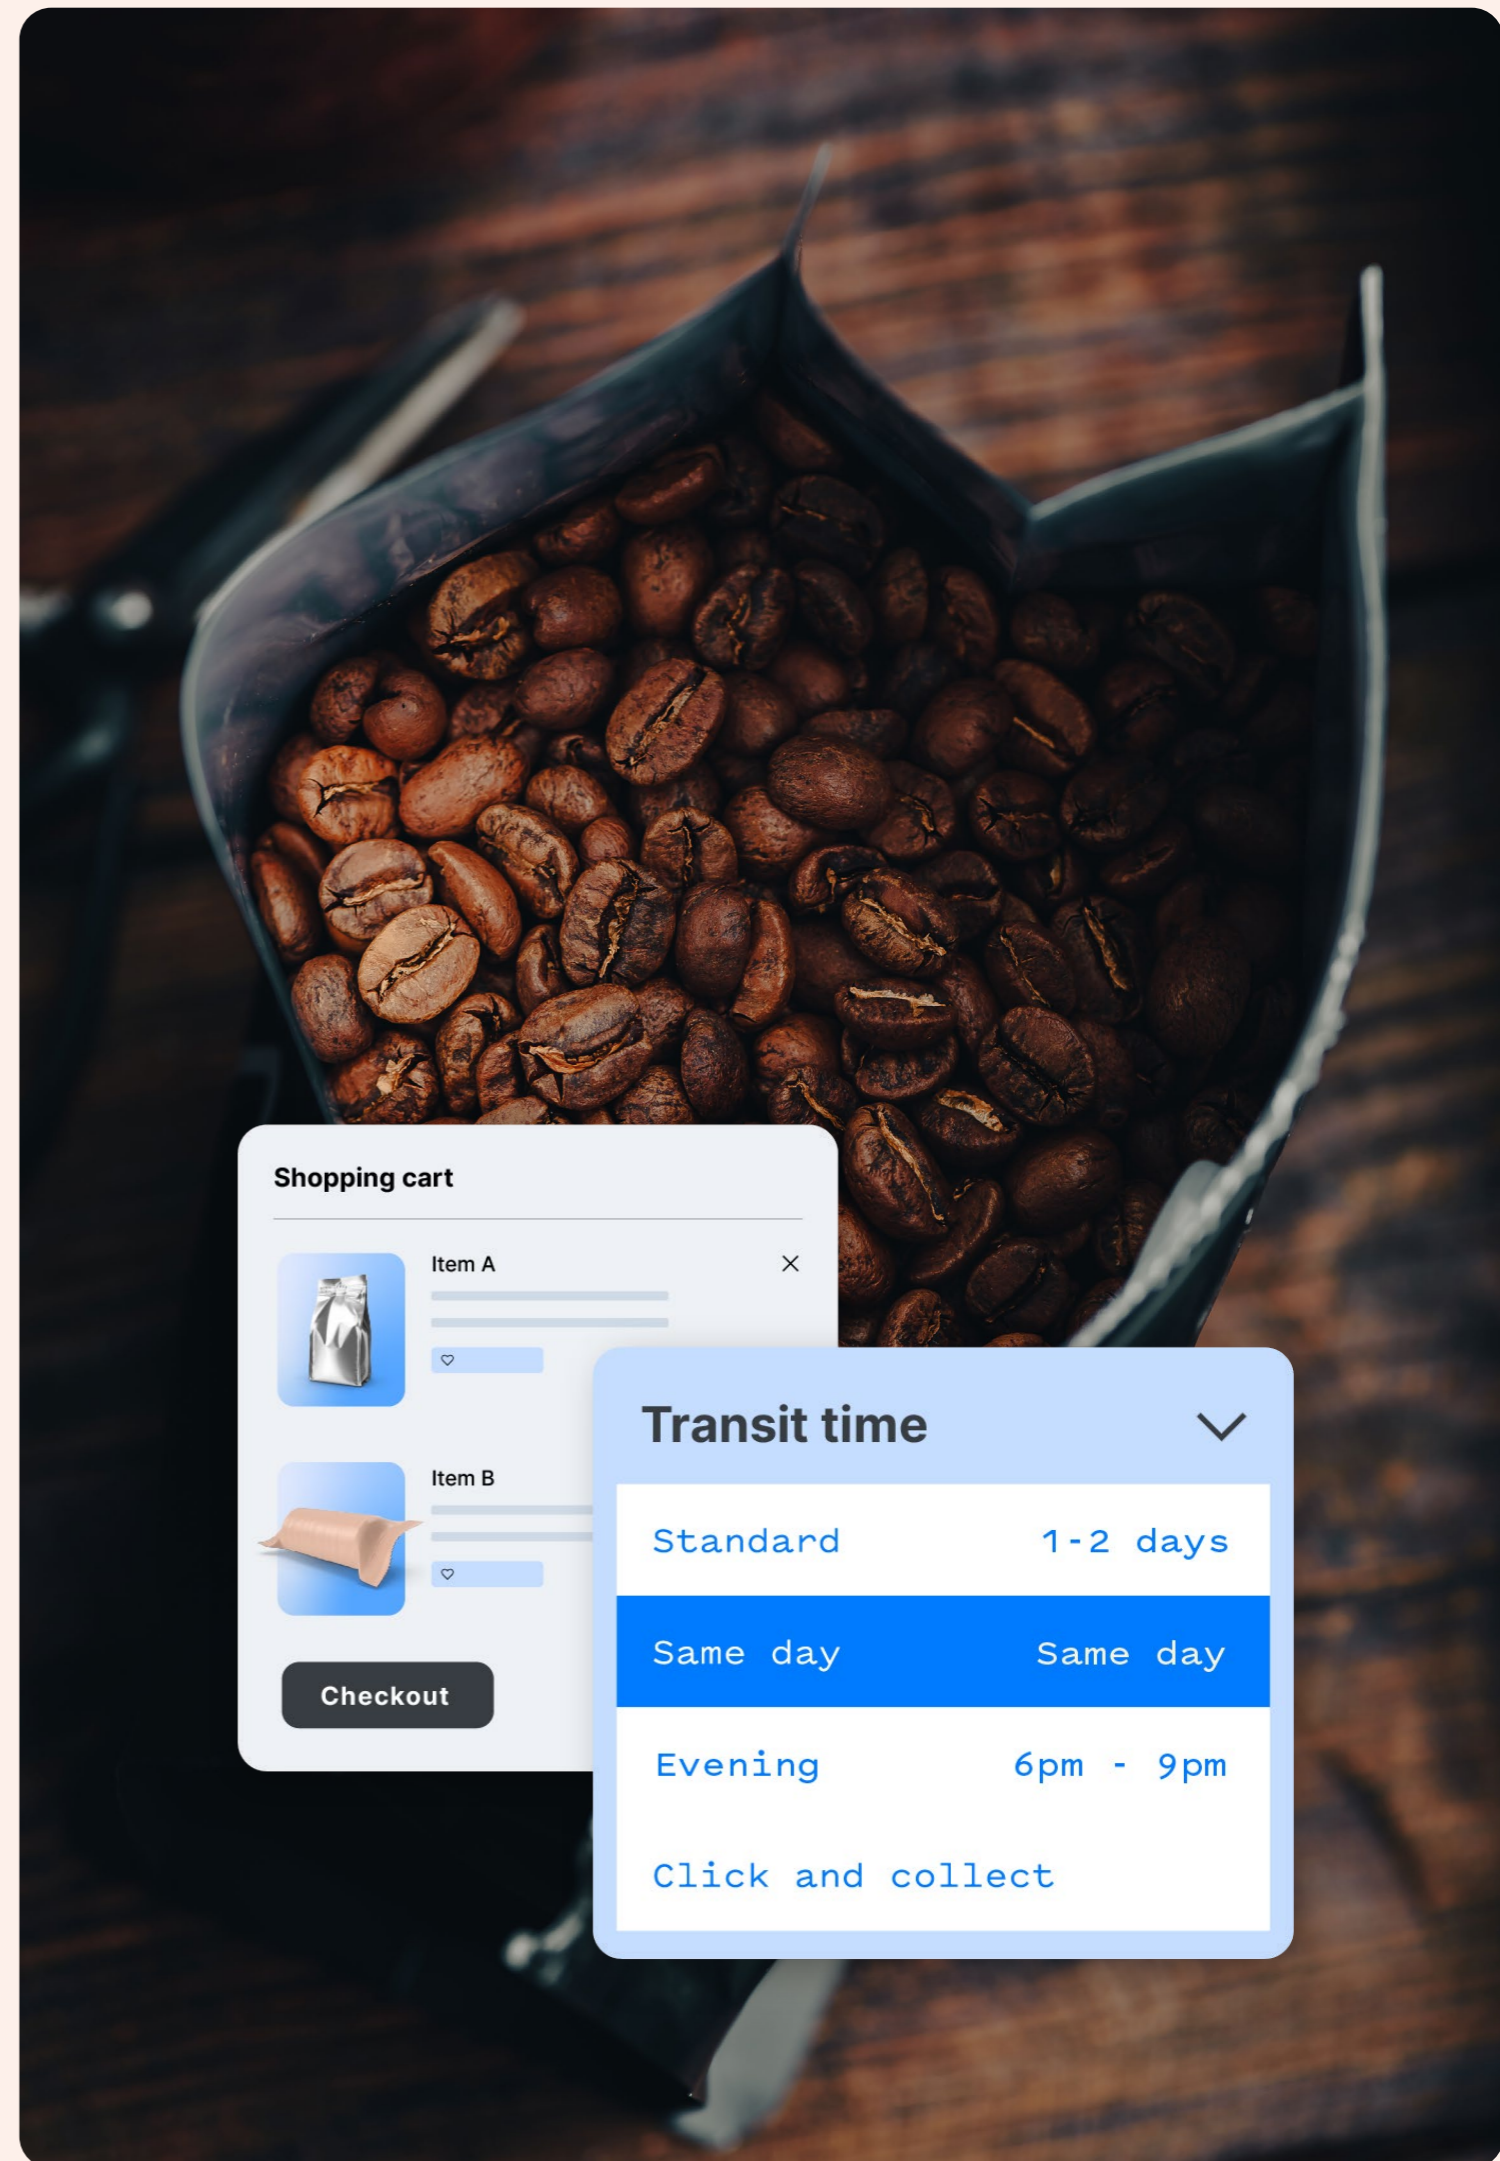 Shopping cart
Item A
Item B
Checkout
Transit time
Standard 1-2 days
Same day Same day
Evening 6pm - 9pm
Click and collect